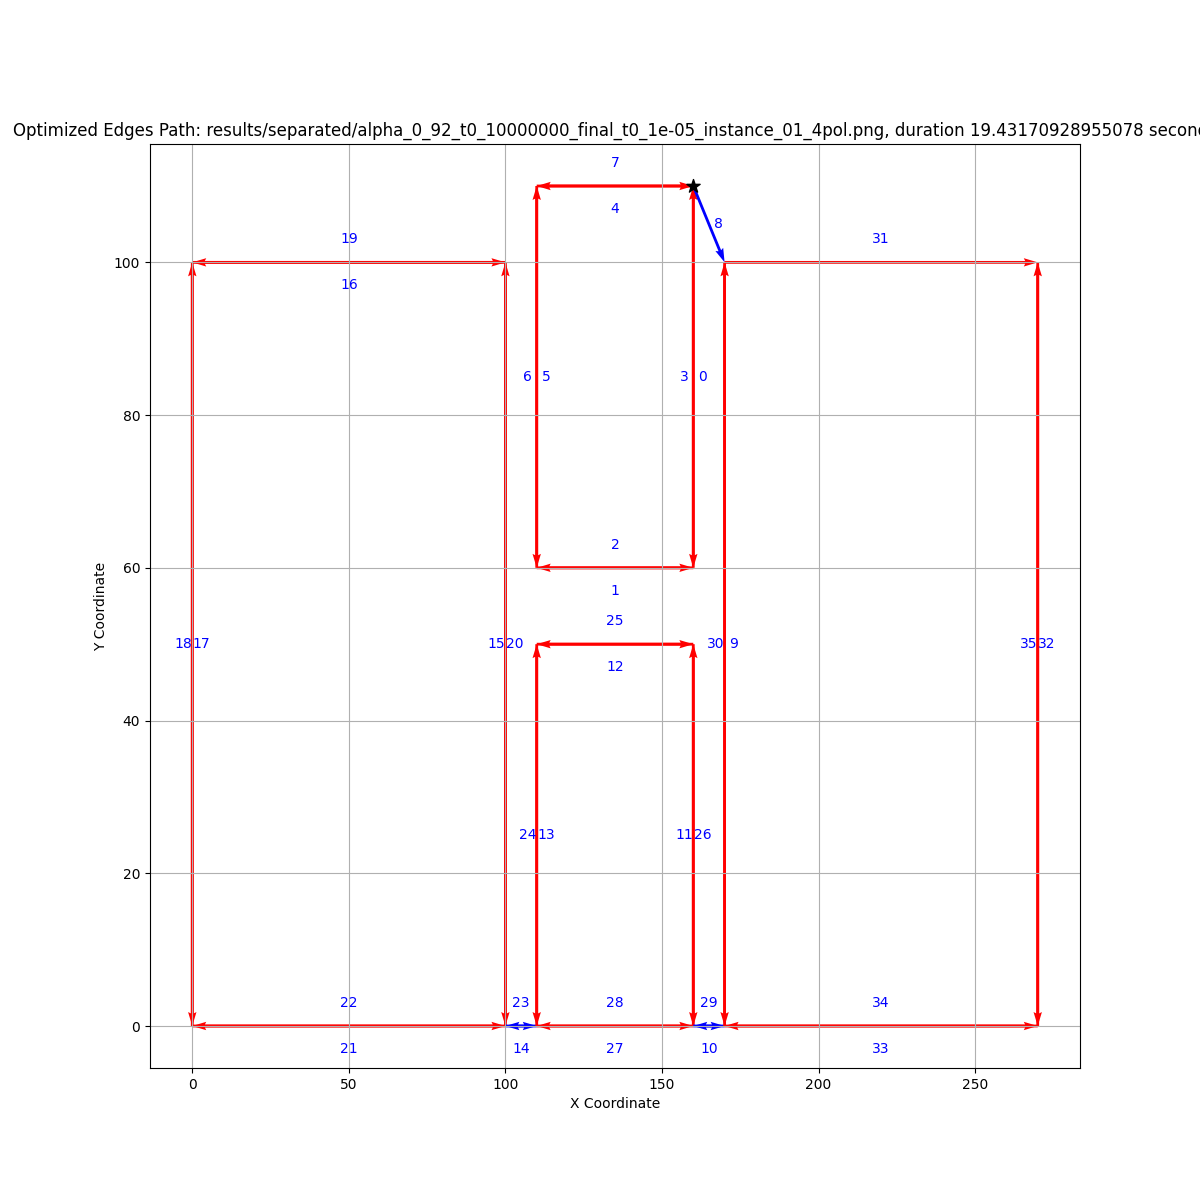 Optimized Edges Path: results/separated/alpha_0_92_t0_10000000_final_t0_1e-05_instance_01_4pol.png, duration 19.43170928955078
7
4
8
19
31
100
16
6 5 3 0
80
2
60
1
25
18 17 15 20 30 9 35 32
12
40
24 13 11 26
20
22 23 28 29 34
0
21 14 27 10 33
0 50 100 150 200 250
X Coordinate
Y Coordinate